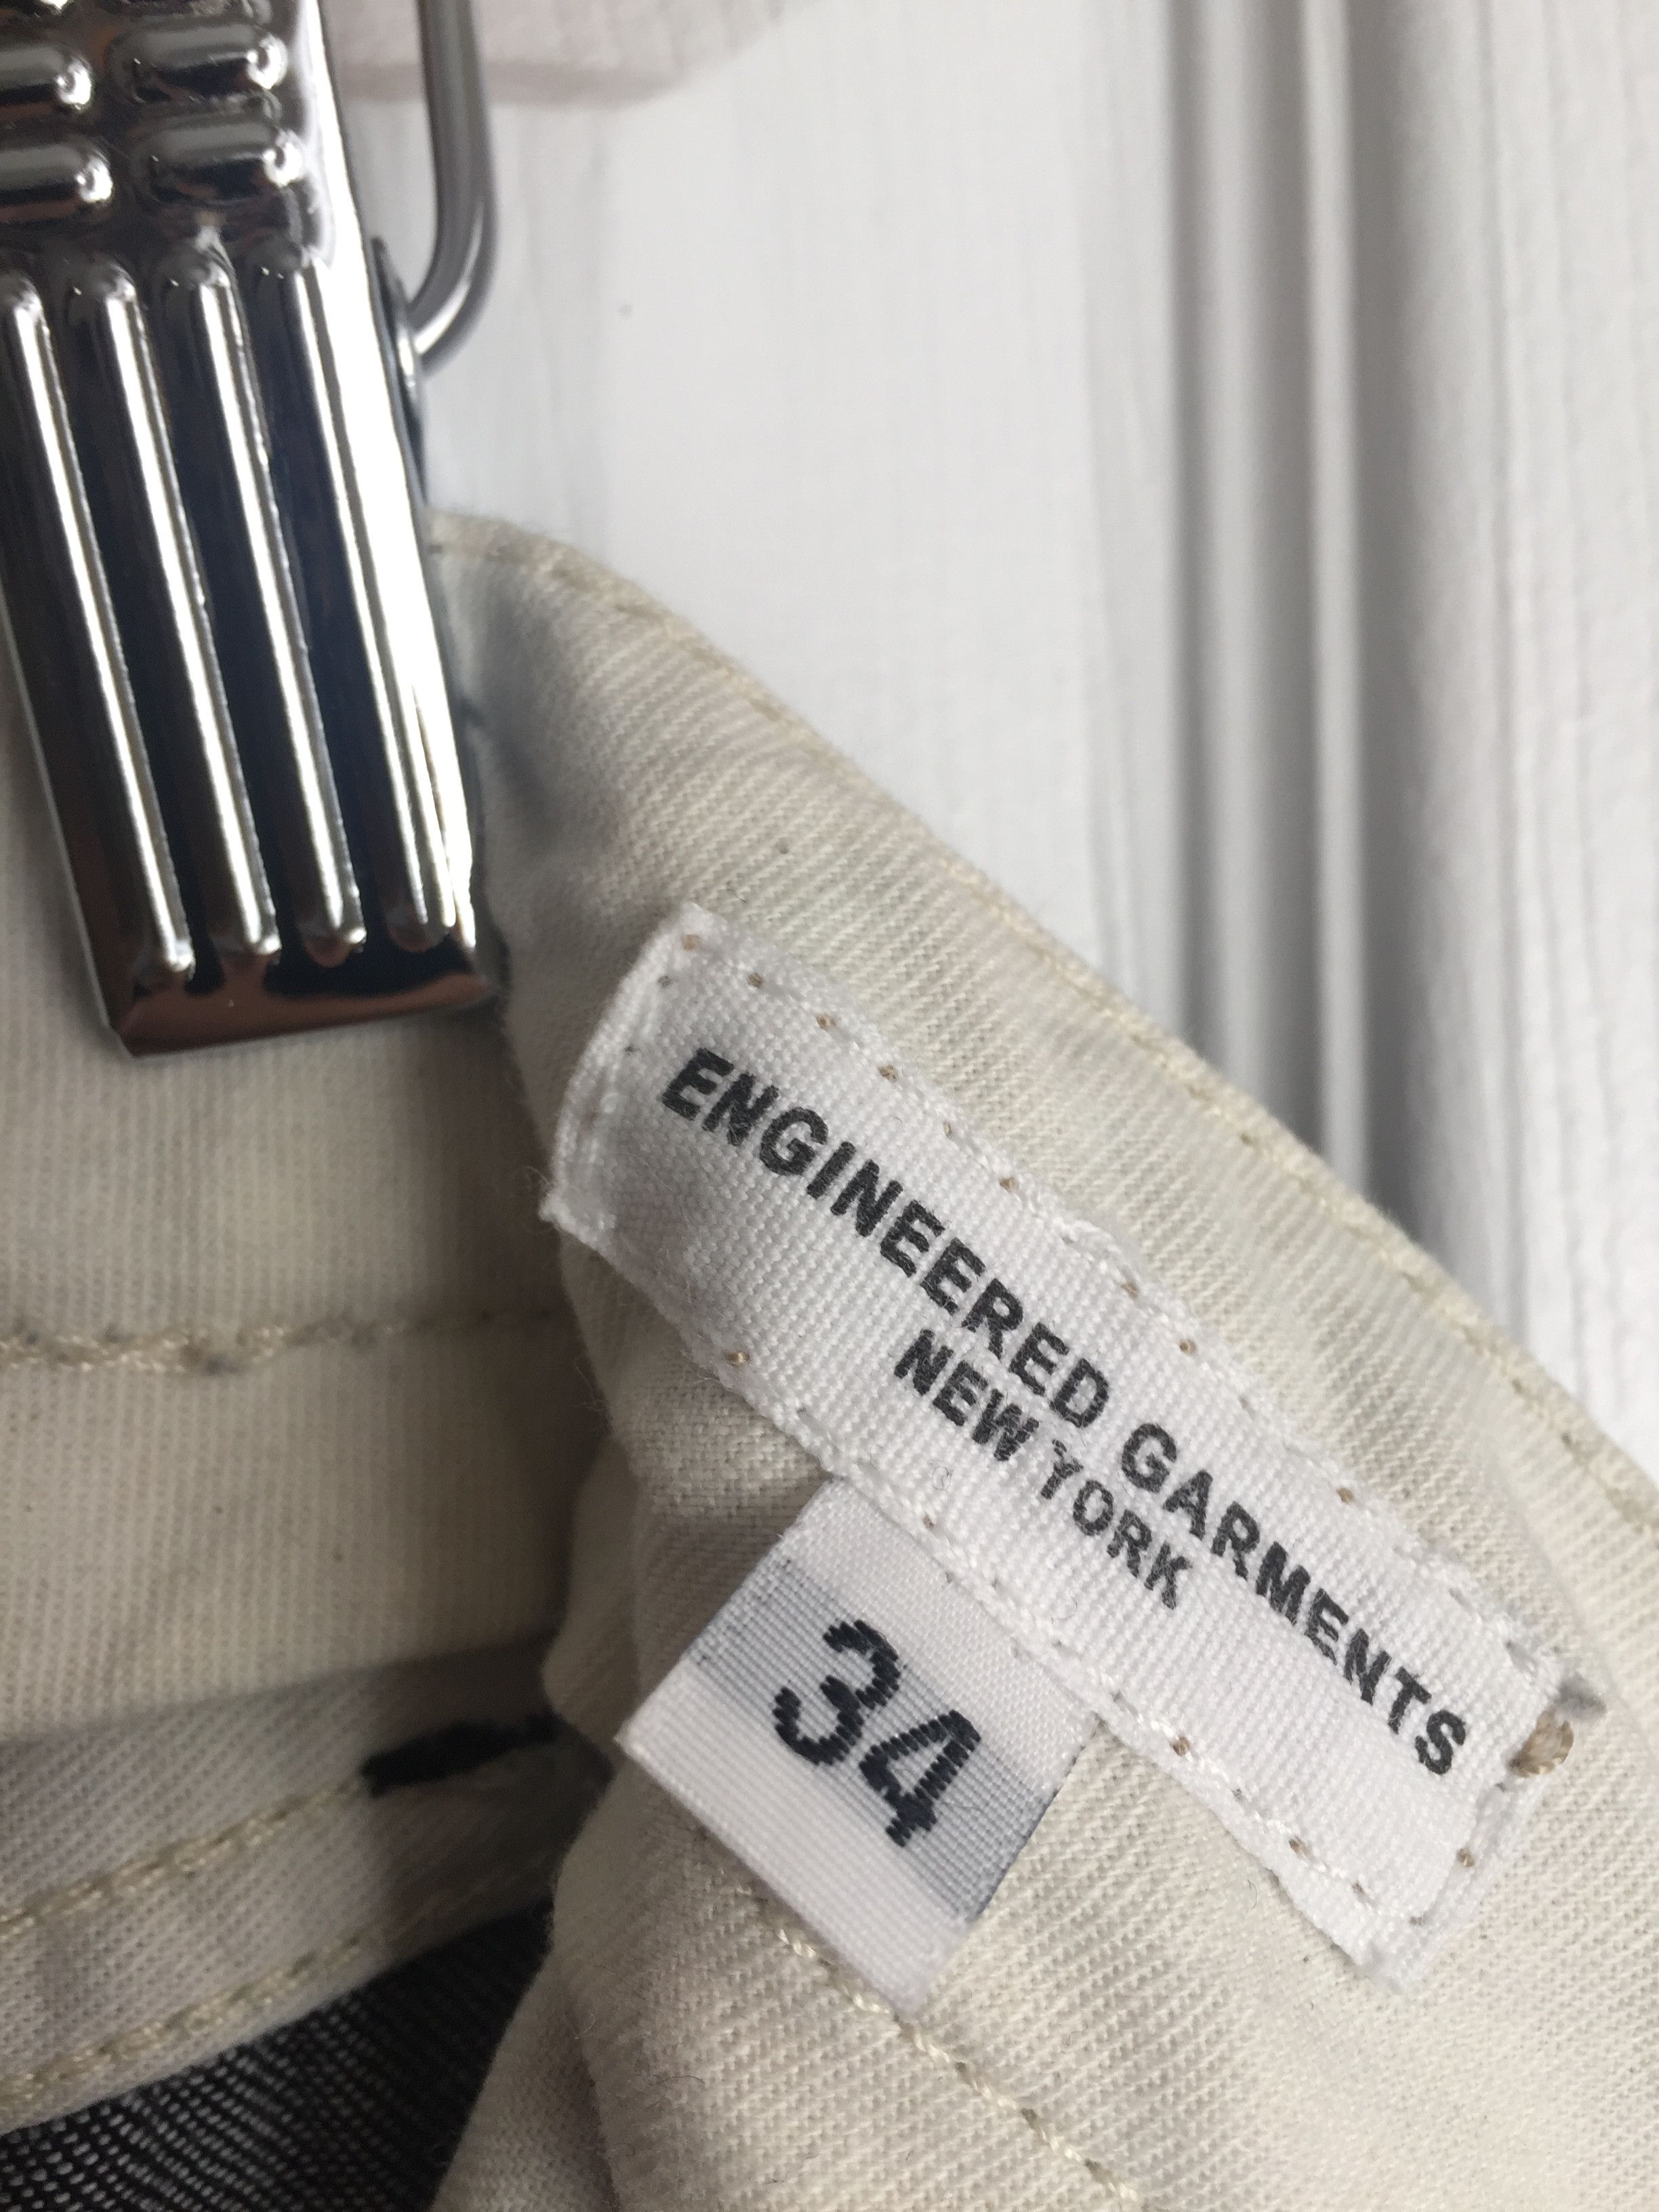 ENGINEERED GARMENTS
NEW YORK
34